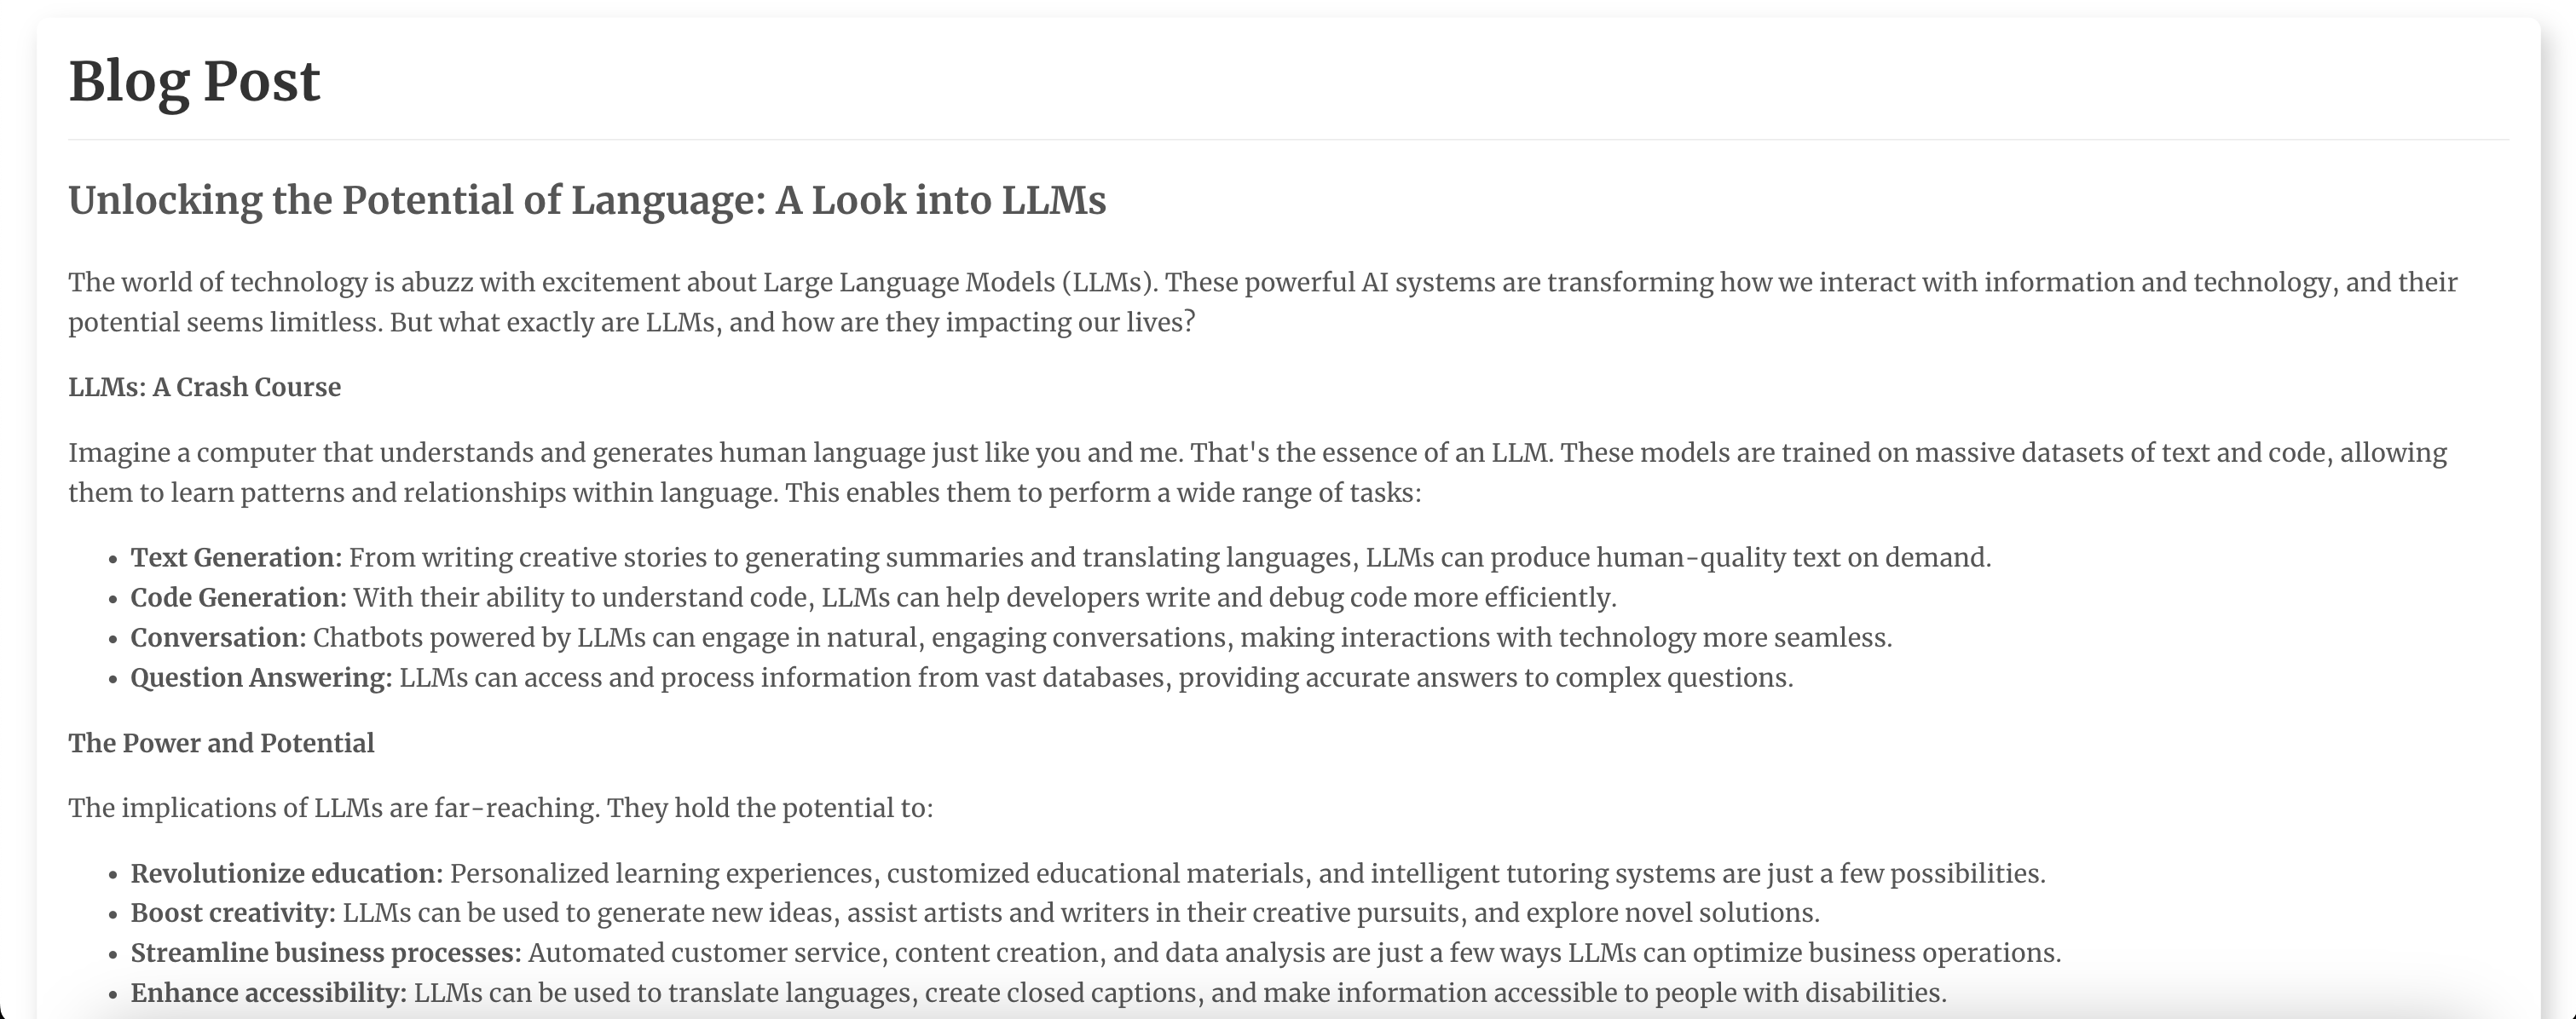 Blog Post
Unlocking the Potential of Language: A Look into LLMs
The world of technology is abuzz with excitement about Large Language Models (LLMs). These powerful AI systems are transforming how we interact with information and technology, and their
potential seems limitless. But what exactly are LLMs, and how are they impacting our lives?
LLMs: A Crash Course
Imagine a computer that understands and generates human language just like you and me. That's the essence of an LLM. These models are trained on massive datasets of text and code, allowing
them to learn patterns and relationships within language. This enables them to perform a wide range of tasks:
• Text Generation: From writing creative stories to generating summaries and translating languages, LLMs can produce human-quality text on demand.
• Code Generation: With their ability to understand code, LLMs can help developers write and debug code more efficiently.
• Conversation: Chatbots powered by LLMs can engage in natural, engaging conversations, making interactions with technology more seamless.
• Question Answering: LLMs can access and process information from vast databases, providing accurate answers to complex questions.
The Power and Potential
The implications of LLMs are far-reaching. They hold the potential to:
• Revolutionize education: Personalized learning experiences, customized educational materials, and intelligent tutoring systems are just a few possibilities.
• Boost creativity: LLMs can be used to generate new ideas, assist artists and writers in their creative pursuits, and explore novel solutions.
• Streamline business processes: Automated customer service, content creation, and data analysis are just a few ways LLMs can optimize business operations.
• Enhance accessibility: LLMs can be used to translate languages, create closed captions, and make information accessible to people with disabilities.